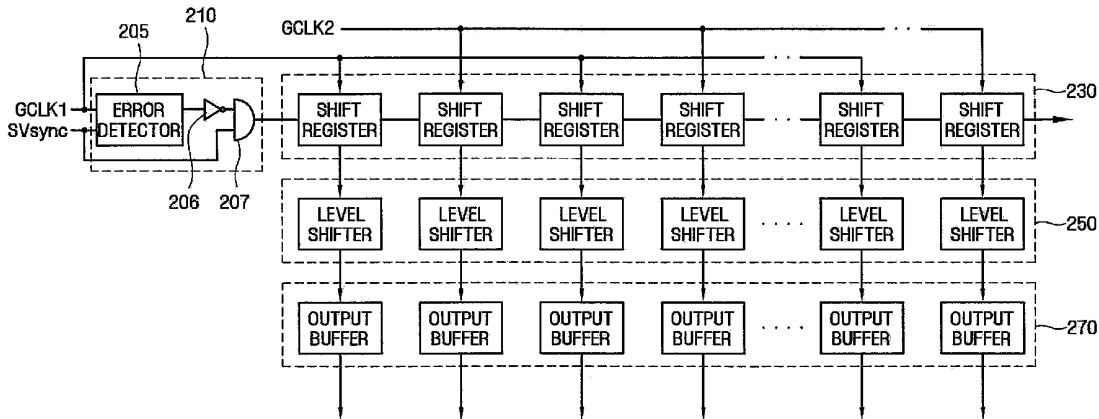 210
205
GCLK2
GCLK1
SVsync
ERROR
DETECTOR
206
207
SHIFT
REGISTER
SHIFT
REGISTER
SHIFT
REGISTER
SHIFT
REGISTER
SHIFT
REGISTER
SHIFT
REGISTER
230
LEVEL
SHIFTER
LEVEL
SHIFTER
LEVEL
SHIFTER
LEVEL
SHIFTER
LEVEL
SHIFTER
LEVEL
SHIFTER
250
OUTPUT
BUFFER
OUTPUT
BUFFER
OUTPUT
BUFFER
OUTPUT
BUFFER
OUTPUT
BUFFER
OUTPUT
BUFFER
270